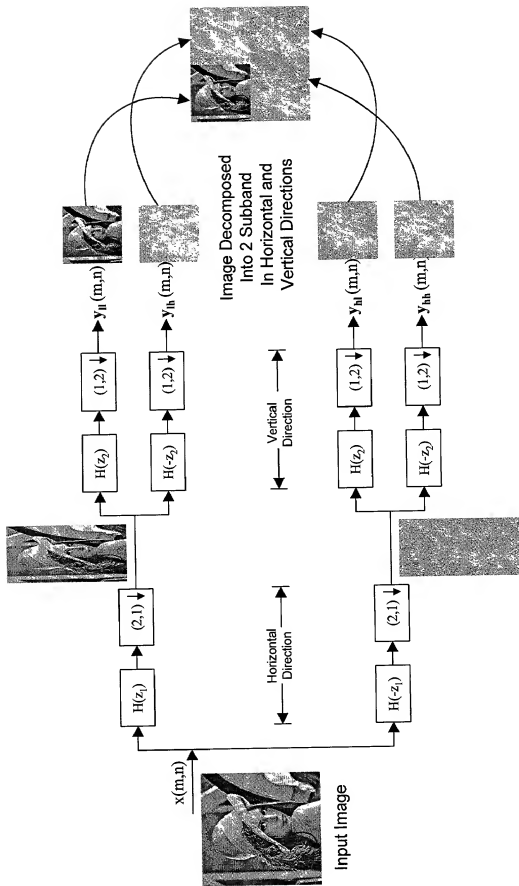 Input Image
x(m,n)
H(z₁)
(2,1) ↓
H(-z₁)
(2,1) ↓
Horizontal
Direction
H(z₂)
(1,2) ↓
yₗₗ(m,n)
H(-z₂)
(1,2) ↓
yₗₕ(m,n)
Vertical
Direction
H(z₂)
(1,2) ↓
yₕₗ(m,n)
H(-z₂)
(1,2) ↓
yₕₕ(m,n)
Image Decomposed
Into 2 Subband
In Horizontal and
Vertical Directions